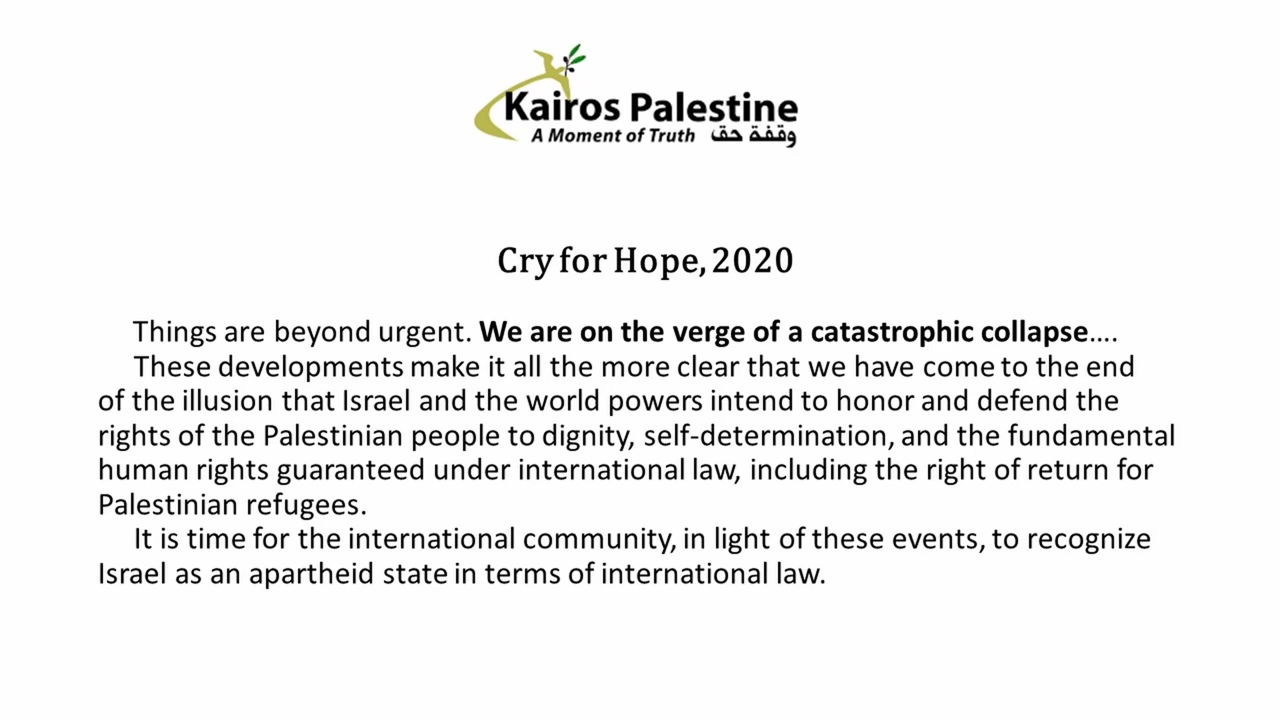 Kairos Palestine
A Moment of Truth وقفة حق
Cry for Hope, 2020
Things are beyond urgent. We are on the verge of a catastrophic collapse....
These developments make it all the more clear that we have come to the end
of the illusion that Israel and the world powers intend to honor and defend the
rights of the Palestinian people to dignity, self-determination, and the fundamental
human rights guaranteed under international law, including the right of return for
Palestinian refugees.
It is time for the international community, in light of these events, to recognize
Israel as an apartheid state in terms of international law.